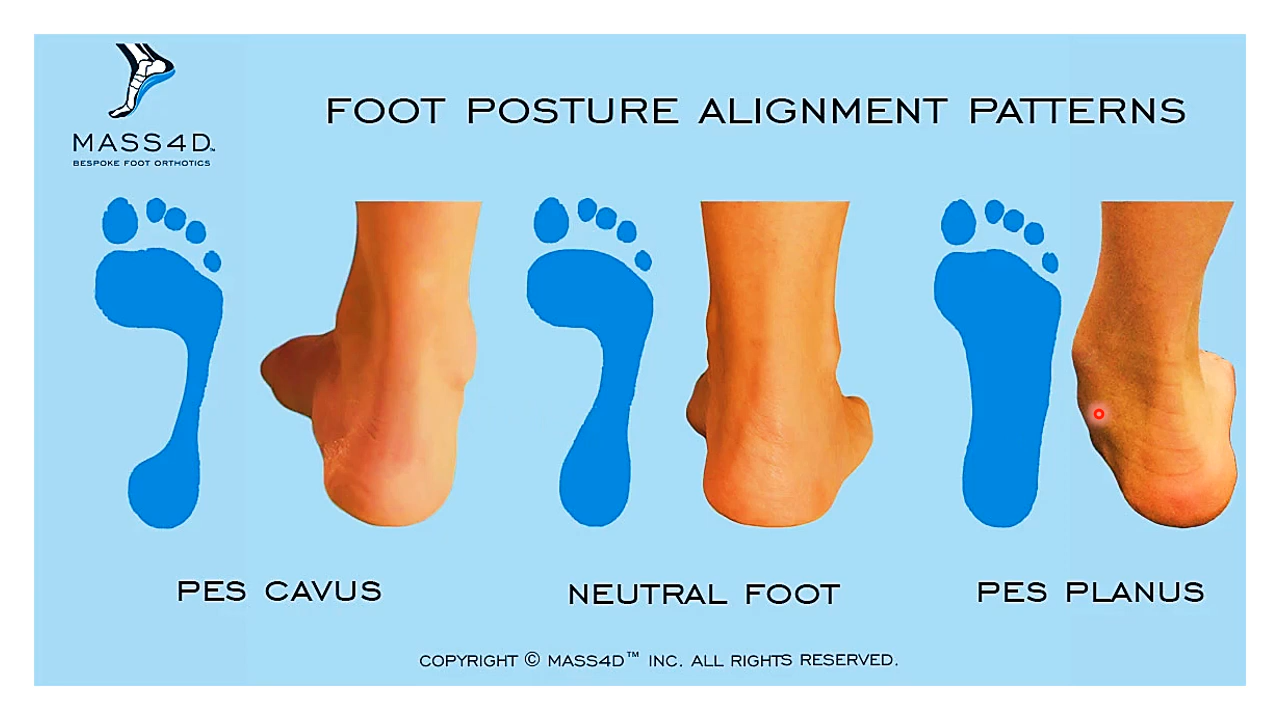 FOOT POSTURE ALIGNMENT PATTERNS
MASS4D™
BESPOKE FOOT ORTHOTICS
PES CAVUS
NEUTRAL FOOT
PES PLANUS
COPYRIGHT © MASS4D™ INC. ALL RIGHTS RESERVED.